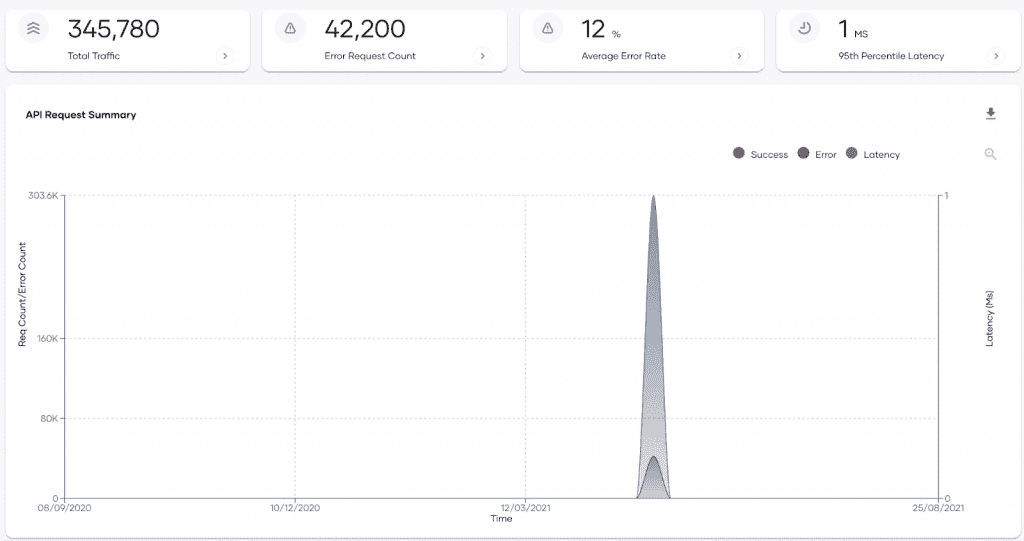 345,780
Total Traffic
42,200
Error Request Count
12 %
Average Error Rate
1 MS
95th Percentile Latency
API Request Summary
Success Error Latency
303.6K
160K
80K
0
Req Count/Error Count
1
0
Latency (Ms)
08/09/2020 10/12/2020 12/03/2021 25/08/2021
Time